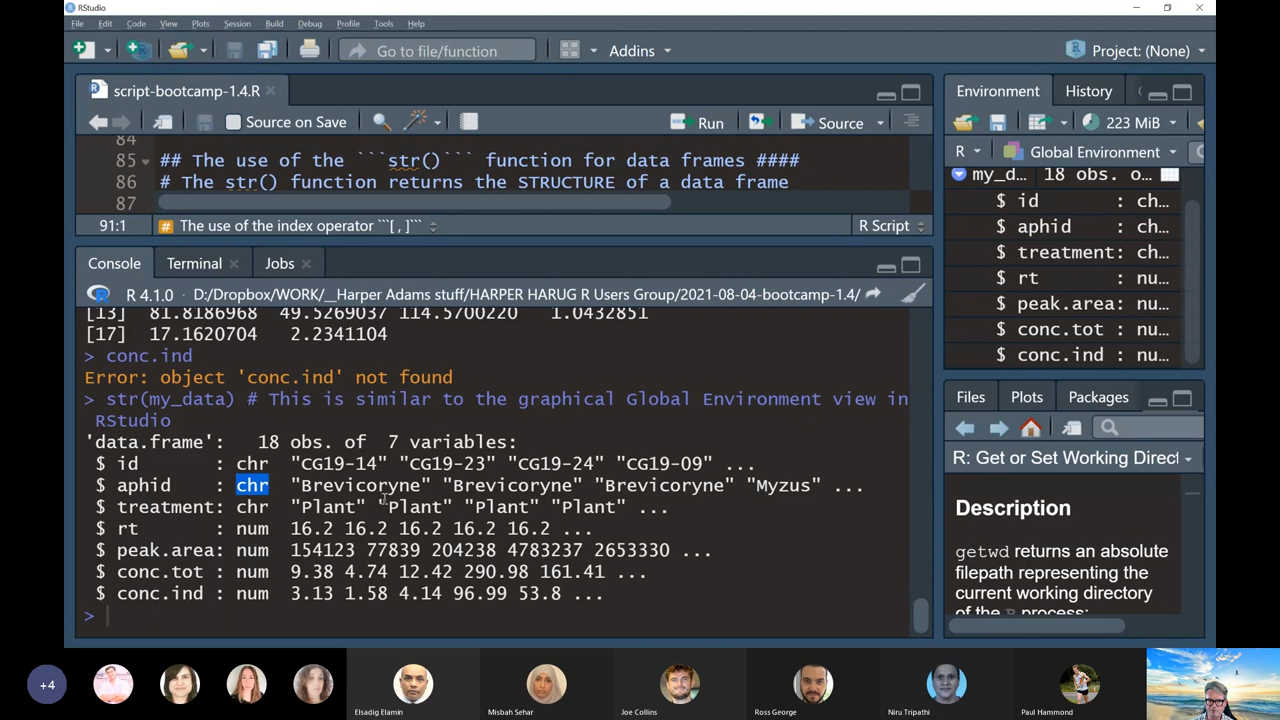 RStudio
File Edit Code View Plots Session Build Debug Profile Tools Help
Go to file/function
Addins
Project: (None)
script-bootcamp-1.4.R
Source on Save
Run
Source
84
85 ## The use of the ```str()``` function for data frames ####
86 # The str() function returns the STRUCTURE of a data frame
87
91:1
# The use of the index operator ```[ , ]```
R Script
Console Terminal Jobs
R 4.1.0 · D:/Dropbox/WORK/__Harper Adams stuff/HARPER HARUG R Users Group/2021-08-04-bootcamp-1.4/
[13] 81.8186968 49.5269037 114.5700220 1.0432851
[17] 17.1620704 2.2341104
> conc.ind
Error: object 'conc.ind' not found
> str(my_data) # This is similar to the graphical Global Environment view in
RStudio
'data.frame': 18 obs. of 7 variables:
$ id : chr "CG19-14" "CG19-23" "CG19-24" "CG19-09" ...
$ aphid : chr "Brevicoryne" "Brevicoryne" "Brevicoryne" "Myzus" ...
$ treatment: chr "Plant" "Plant" "Plant" "Plant" ...
$ rt : num 16.2 16.2 16.2 16.2 16.2 ...
$ peak.area: num 154123 77839 204238 4783237 2653330 ...
$ conc.tot : num 9.38 4.74 12.42 290.98 161.41 ...
$ conc.ind : num 3.13 1.58 4.14 96.99 53.8 ...
>
Environment History
223 MiB
R Global Environment
my_d… 18 obs. o…
$ id : ch…
$ aphid : ch…
$ treatment: ch…
$ rt : nu…
$ peak.area: nu…
$ conc.tot : nu…
$ conc.ind : nu…
Files Plots Packages
R: Get or Set Working Direct
Description
getwd returns an absolute
filepath representing the
current working directory
of the R process;
+4
Elsadig Elamin
Misbah Sehar
Joe Collins
Ross George
Niru Tripathi
Paul Hammond